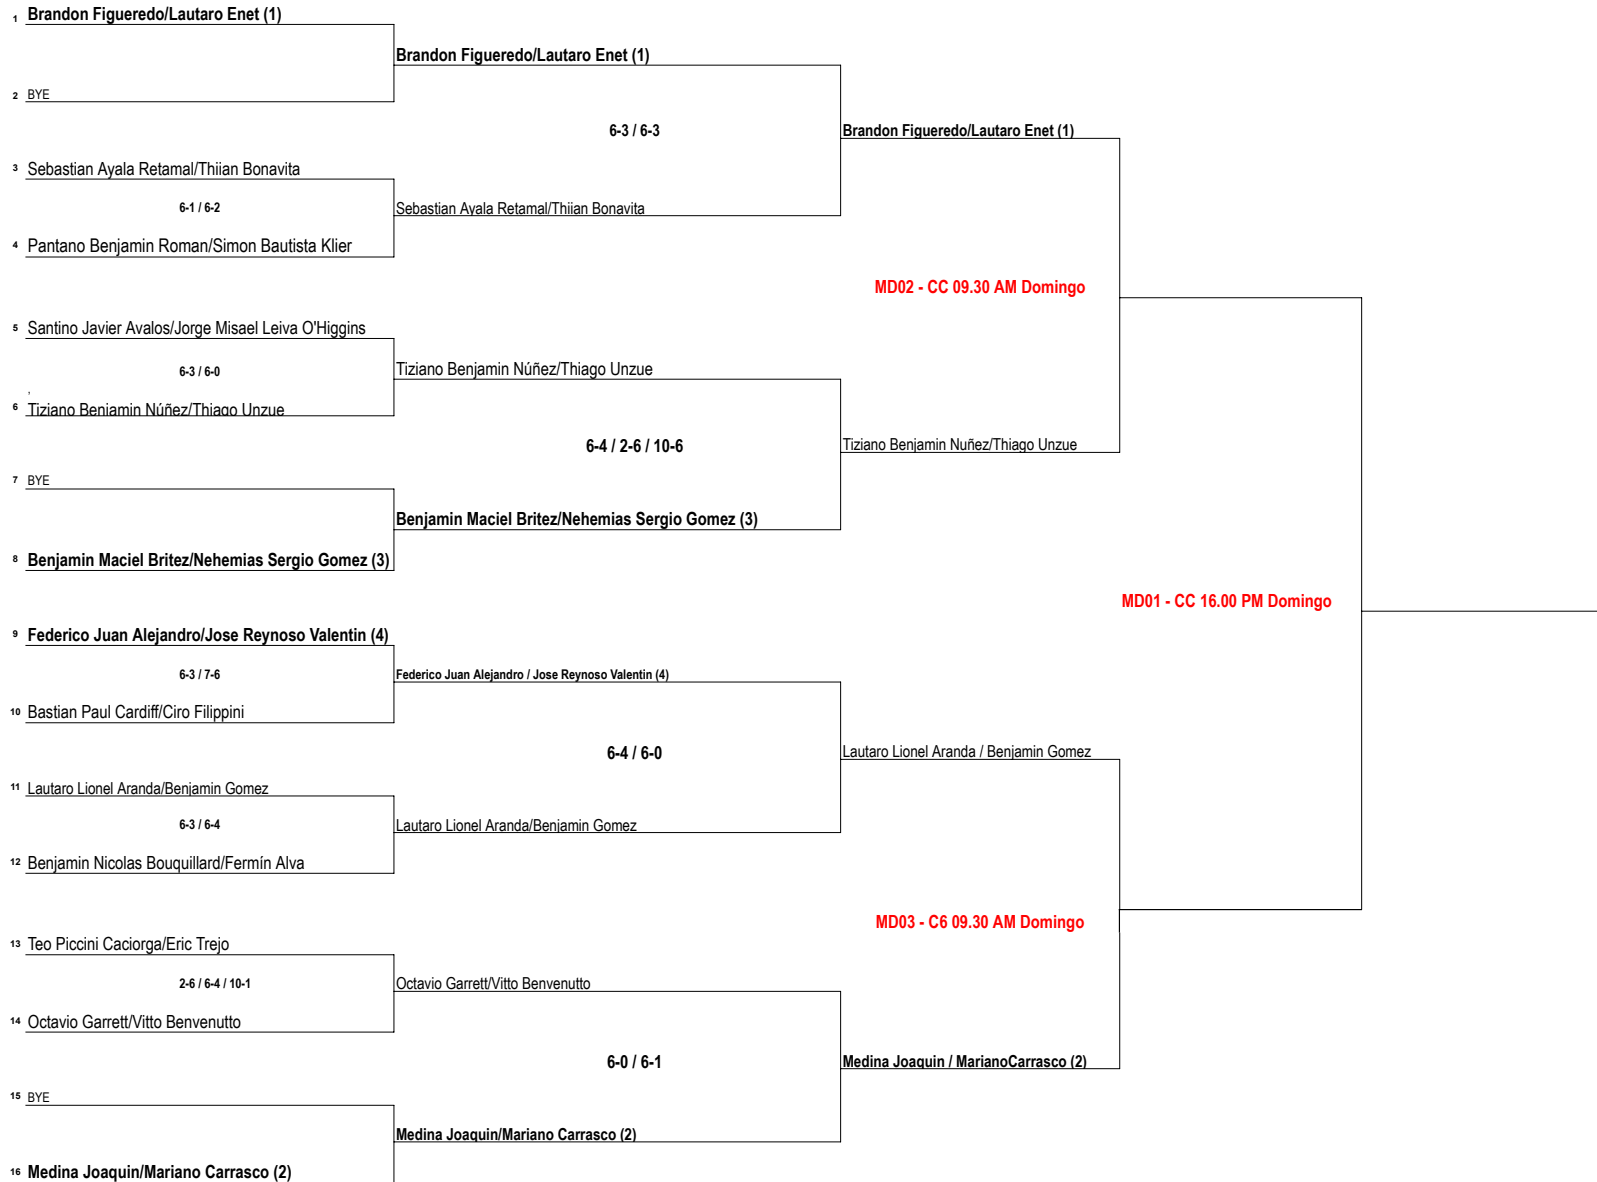 1 Brandon Figueredo/Lautaro Enet (1)
Brandon Figueredo/Lautaro Enet (1)
2 BYE
6-3 / 6-3
Brandon Figueredo/Lautaro Enet (1)
3 Sebastian Ayala Retamal/Thiian Bonavita
6-1 / 6-2
Sebastian Ayala Retamal/Thiian Bonavita
4 Pantano Benjamin Roman/Simon Bautista Klier
MD02 - CC 09.30 AM Domingo
5 Santino Javier Avalos/Jorge Misael Leiva O'Higgins
6-3 / 6-0
Tiziano Benjamin Núñez/Thiago Unzue
,
6 Tiziano Benjamin Núñez/Thiago Unzue
6-4 / 2-6 / 10-6
Tiziano Benjamin Nuñez/Thiago Unzue
7 BYE
Benjamin Maciel Britez/Nehemias Sergio Gomez (3)
8 Benjamin Maciel Britez/Nehemias Sergio Gomez (3)
MD01 - CC 16.00 PM Domingo
9 Federico Juan Alejandro/Jose Reynoso Valentin (4)
6-3 / 7-6
Federico Juan Alejandro / Jose Reynoso Valentin (4)
10 Bastian Paul Cardiff/Ciro Filippini
6-4 / 6-0
Lautaro Lionel Aranda / Benjamin Gomez
11 Lautaro Lionel Aranda/Benjamin Gomez
6-3 / 6-4
Lautaro Lionel Aranda/Benjamin Gomez
12 Benjamin Nicolas Bouquillard/Fermín Alva
MD03 - C6 09.30 AM Domingo
13 Teo Piccini Caciorga/Eric Trejo
2-6 / 6-4 / 10-1
Octavio Garrett/Vitto Benvenutto
14 Octavio Garrett/Vitto Benvenutto
6-0 / 6-1
Medina Joaquin / MarianoCarrasco (2)
15 BYE
Medina Joaquin/Mariano Carrasco (2)
16 Medina Joaquin/Mariano Carrasco (2)